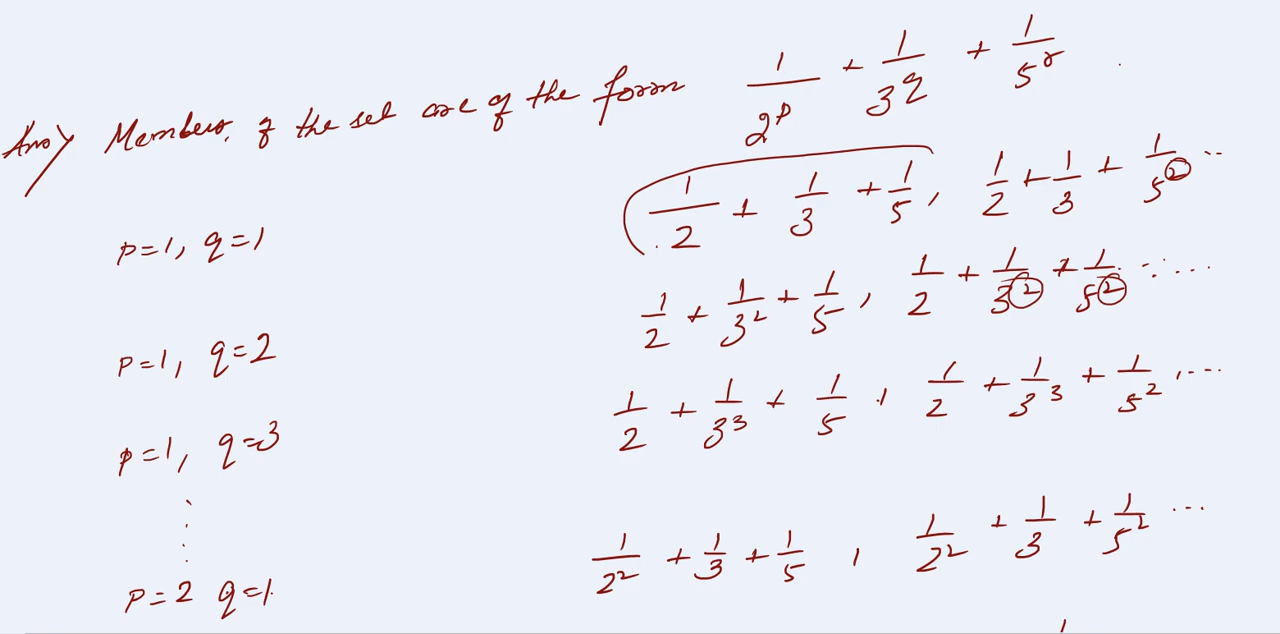 Ans) Members of the set are of the form 1/2^p + 1/3^q + 1/5^r
p=1, q=1 1/2 + 1/3 + 1/5, 1/2 + 1/3 + 1/5^2 ..
p=1, q=2 1/2 + 1/3^2 + 1/5, 1/2 + 1/3^2 + 1/5^2 ....
p=1, q=3 1/2 + 1/3^3 + 1/5, 1/2 + 1/3^3 + 1/5^2, ...
p=2 q=1 1/2^2 + 1/3 + 1/5, 1/2^2 + 1/3 + 1/5^2 ...